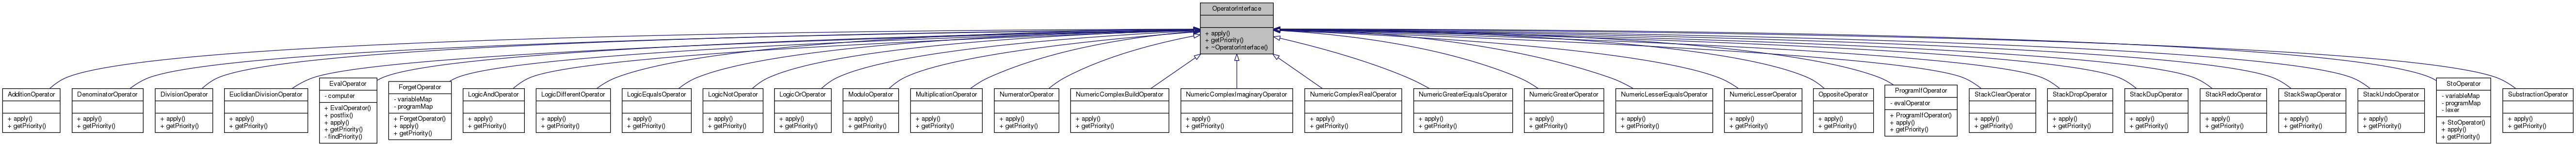 OperatorInterface
+ apply()
+ getPriority()
+ ~OperatorInterface()
AdditionOperator
+ apply()
+ getPriority()
DenominatorOperator
+ apply()
+ getPriority()
DivisionOperator
+ apply()
+ getPriority()
EuclidianDivisionOperator
+ apply()
+ getPriority()
EvalOperator
- computer
+ EvalOperator()
+ postfix()
+ apply()
+ getPriority()
- findPriority()
ForgetOperator
- variableMap
- programMap
+ ForgetOperator()
+ apply()
+ getPriority()
LogicAndOperator
+ apply()
+ getPriority()
LogicDifferentOperator
+ apply()
+ getPriority()
LogicEqualsOperator
+ apply()
+ getPriority()
LogicNotOperator
+ apply()
+ getPriority()
LogicOrOperator
+ apply()
+ getPriority()
ModuloOperator
+ apply()
+ getPriority()
MultiplicationOperator
+ apply()
+ getPriority()
NumeratorOperator
+ apply()
+ getPriority()
NumericComplexBuildOperator
+ apply()
+ getPriority()
NumericComplexImaginaryOperator
+ apply()
+ getPriority()
NumericComplexRealOperator
+ apply()
+ getPriority()
NumericGreaterEqualsOperator
+ apply()
+ getPriority()
NumericGreaterOperator
+ apply()
+ getPriority()
NumericLesserEqualsOperator
+ apply()
+ getPriority()
NumericLesserOperator
+ apply()
+ getPriority()
OppositeOperator
+ apply()
+ getPriority()
ProgramIfOperator
- evalOperator
+ ProgramIfOperator()
+ apply()
+ getPriority()
StackClearOperator
+ apply()
+ getPriority()
StackDropOperator
+ apply()
+ getPriority()
StackDupOperator
+ apply()
+ getPriority()
StackRedoOperator
+ apply()
+ getPriority()
StackSwapOperator
+ apply()
+ getPriority()
StackUndoOperator
+ apply()
+ getPriority()
StoOperator
- variableMap
- programMap
- lexer
+ StoOperator()
+ apply()
+ getPriority()
SubstractionOperator
+ apply()
+ getPriority()